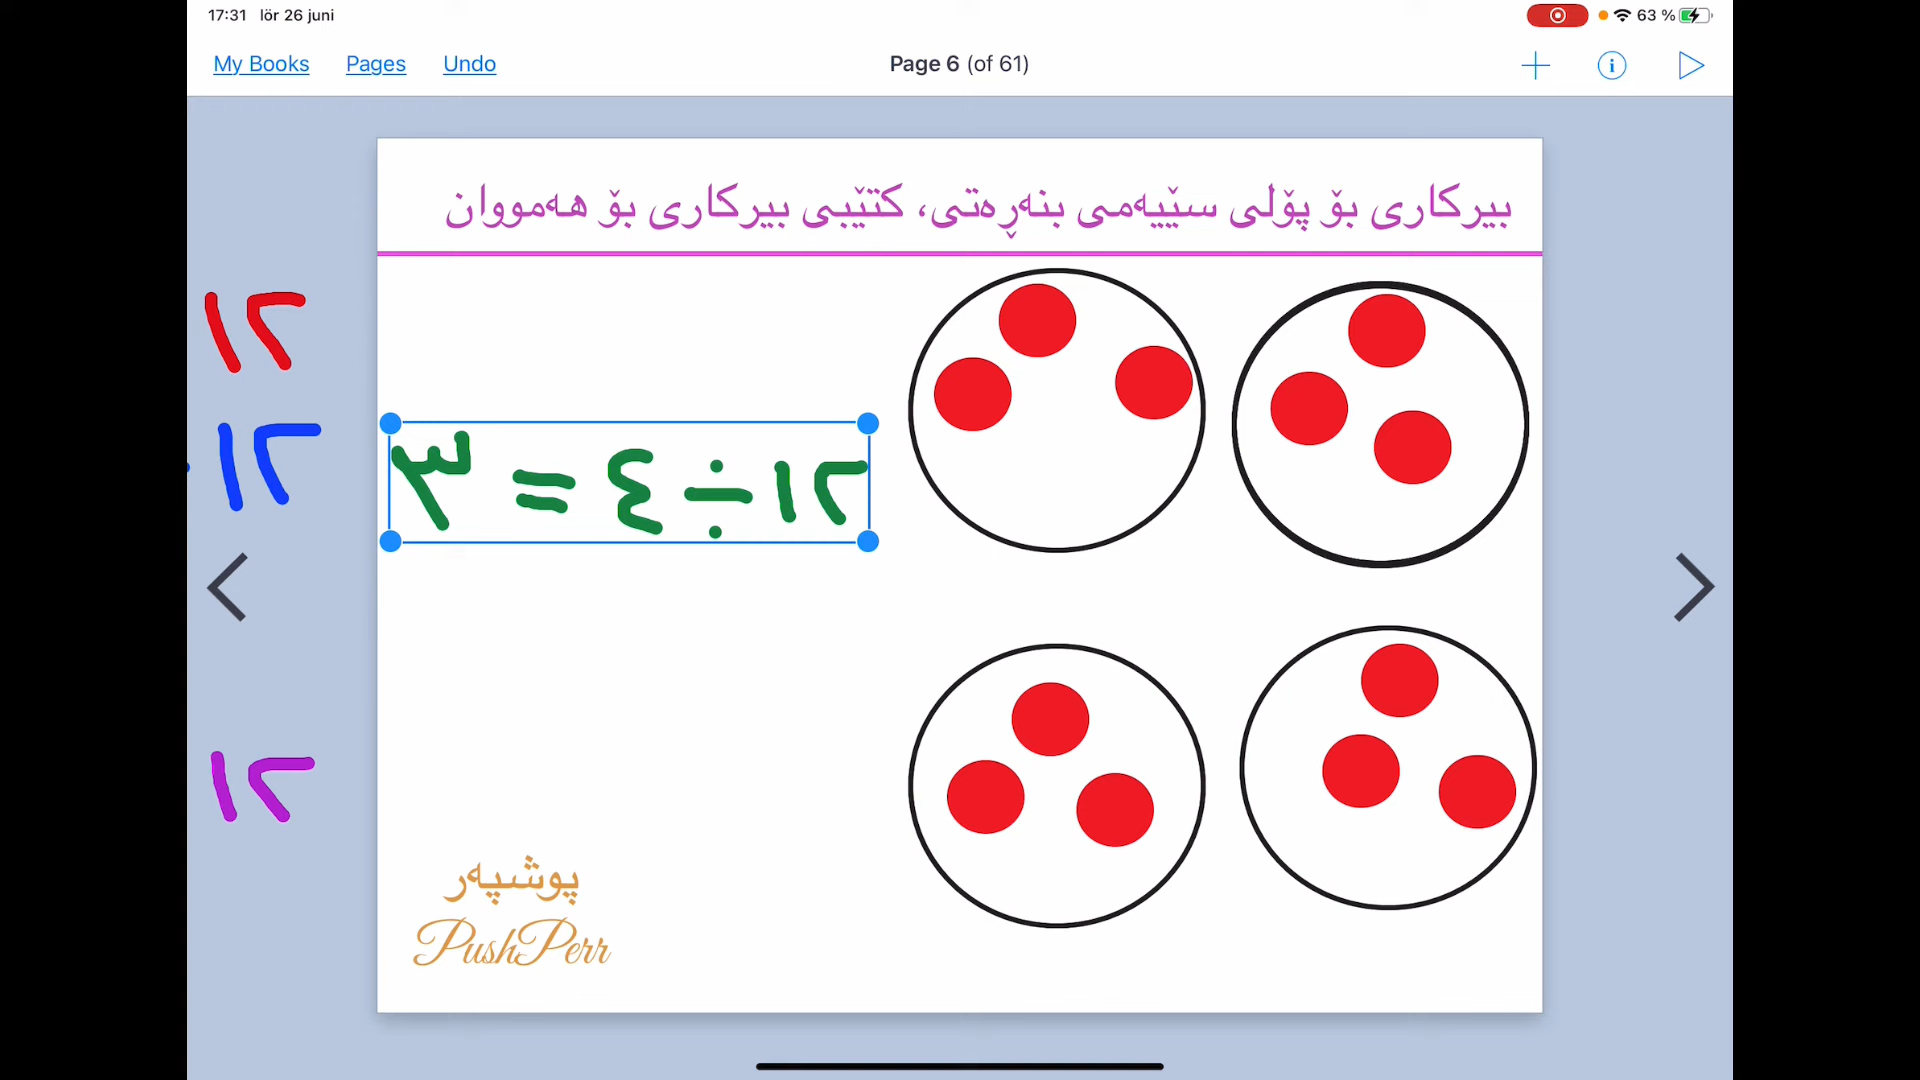 17:31 lör 26 juni
63 %
My Books Pages Undo
Page 6 (of 61)
بیرکاری بۆ پۆلی سێیەمی بنەڕەتی، کتێبی بیرکاری بۆ هەمووان
١٢
١٢
١٢ ÷ ٤ = ٣
١٢
پوشپەر
PushPerr